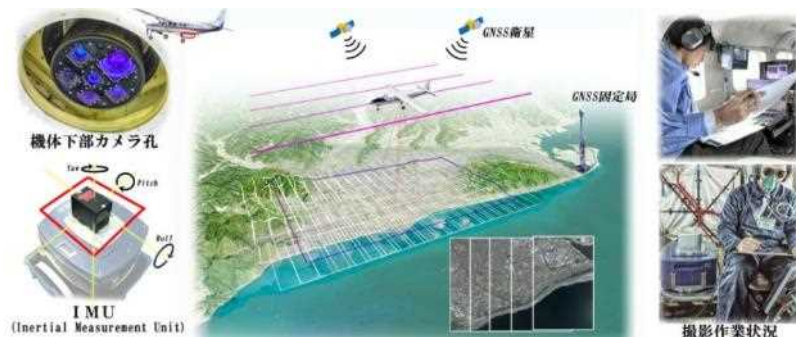 GNSS衛星
GNSS固定局
機体下部カメラ孔
Yaw
Pitch
Roll
IMU
(Inertial Measurement Unit)
撮影作業状況